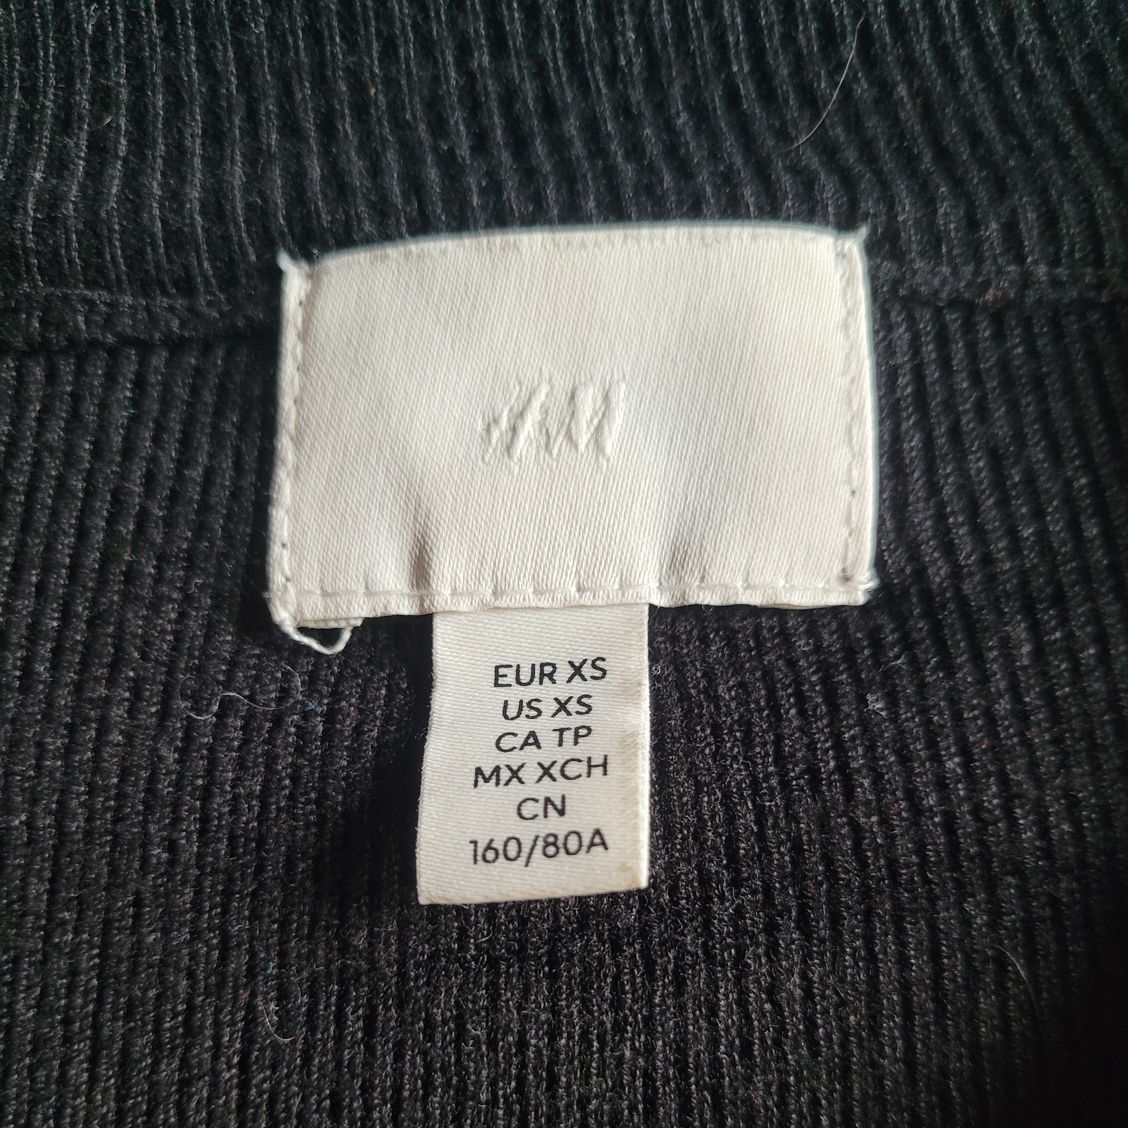 H&M
EUR XS
US XS
CA TP
MX XCH
CN
160/80A